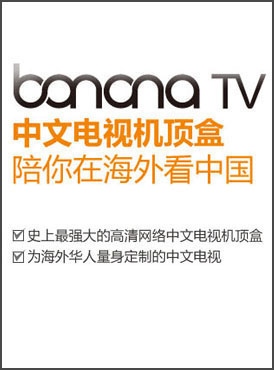 banana TV
中文电视机顶盒
陪你在海外看中国
史上最强大的高清网络中文电视机顶盒
为海外华人量身定制的中文电视